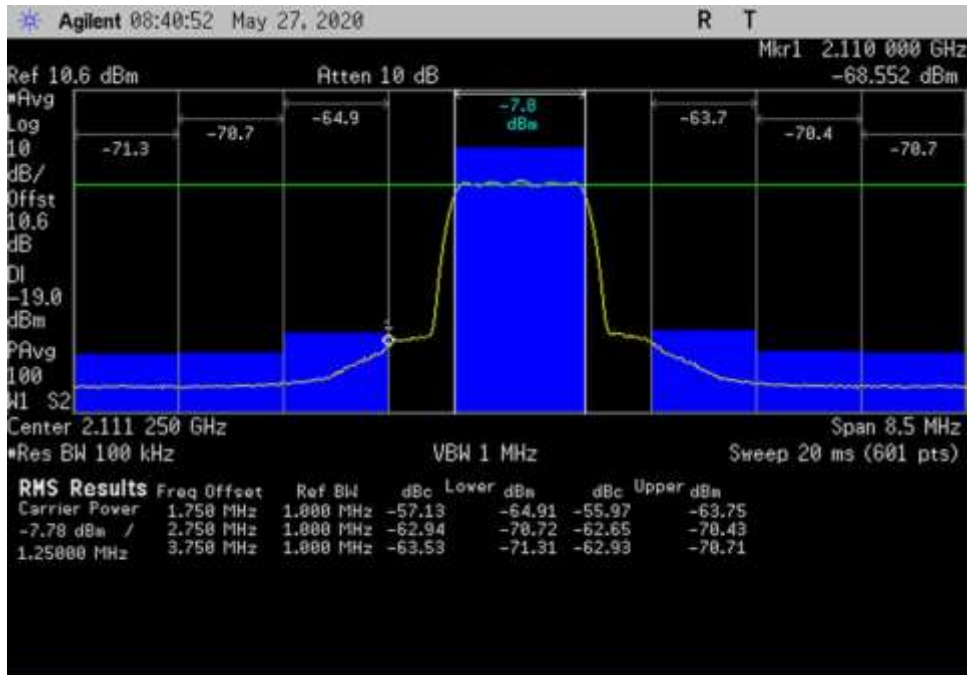 Agilent 08:40:52 May 27, 2020 R T
Mkr1 2.110 000 GHz
Ref 10.6 dBm Atten 10 dB -68.552 dBm
#Avg
Log
10
dB/
Offst
10.6
dB
DI
-19.0
dBm
PAvg
100
W1 S2
-71.3 -70.7 -64.9 -7.8 dBm -63.7 -70.4 -70.7
1
Center 2.111 250 GHz Span 8.5 MHz
#Res BW 100 kHz VBW 1 MHz Sweep 20 ms (601 pts)
RMS Results Freq Offset Ref BW dBc Lower dBm dBc Upper dBm
Carrier Power 1.750 MHz 1.000 MHz -57.13 -64.91 -55.97 -63.75
-7.78 dBm / 2.750 MHz 1.000 MHz -62.94 -70.72 -62.65 -70.43
1.25000 MHz 3.750 MHz 1.000 MHz -63.53 -71.31 -62.93 -70.71